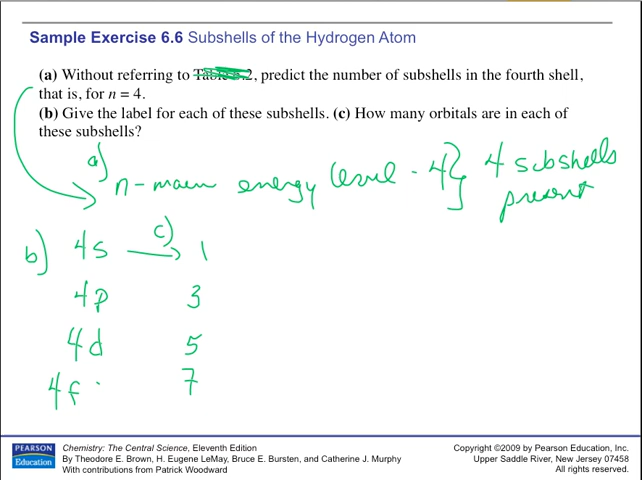 Sample Exercise 6.6 Subshells of the Hydrogen Atom
(a) Without referring to Table 6.2, predict the number of subshells in the fourth shell,
that is, for n = 4.
(b) Give the label for each of these subshells. (c) How many orbitals are in each of
these subshells?
a)
n - main energy level - 4} 4 subshells
present
b) 4s c) → 1
4p 3
4d 5
4f 7
PEARSON
Education
Chemistry: The Central Science, Eleventh Edition
By Theodore E. Brown, H. Eugene LeMay, Bruce E. Bursten, and Catherine J. Murphy
With contributions from Patrick Woodward
Copyright ©2009 by Pearson Education, Inc.
Upper Saddle River, New Jersey 07458
All rights reserved.